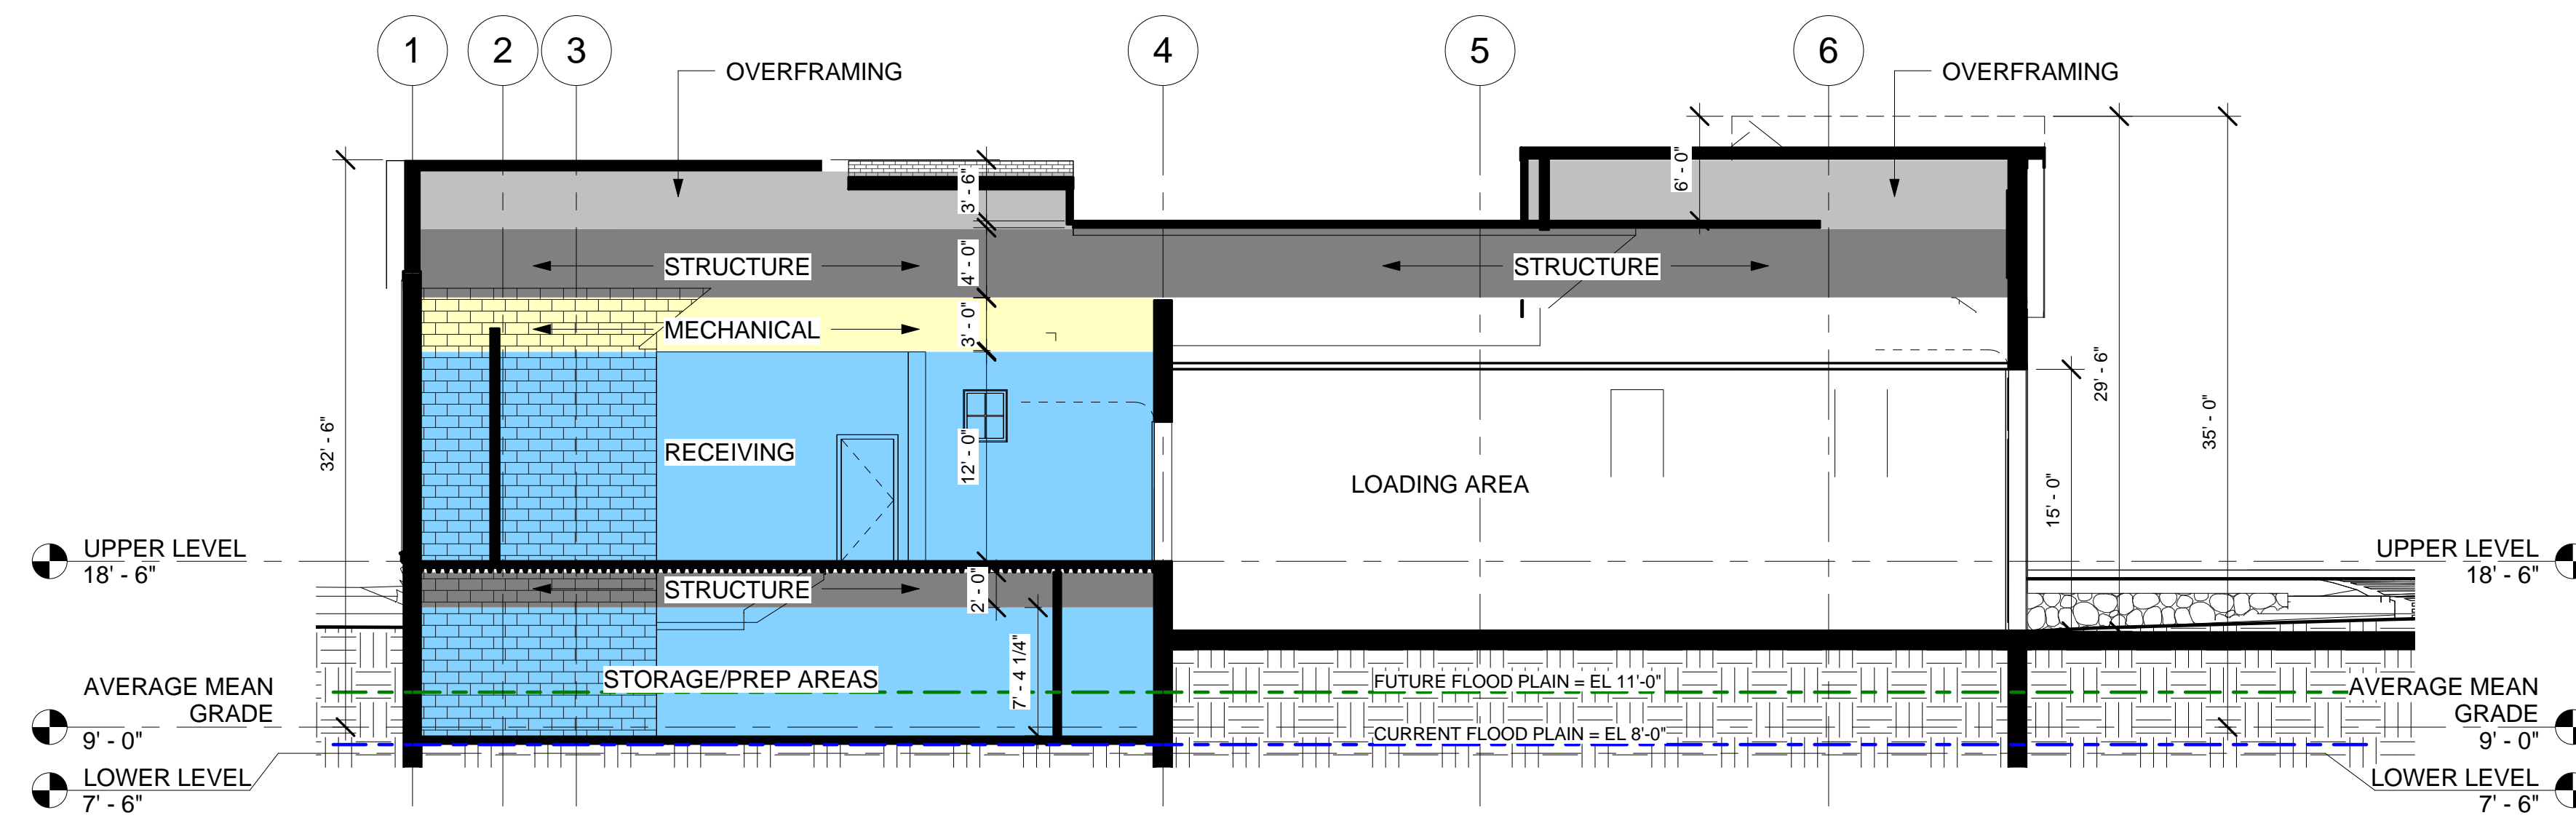 1
2
3
4
5
6
OVERFRAMING
OVERFRAMING
3' - 6"
6' - 0"
STRUCTURE
4' - 0"
STRUCTURE
MECHANICAL
3' - 0"
32' - 6"
RECEIVING
12' - 0"
LOADING AREA
15' - 0"
29' - 6"
35' - 0"
UPPER LEVEL
18' - 6"
UPPER LEVEL
18' - 6"
STRUCTURE
2' - 0"
7' - 4 1/4"
STORAGE/PREP AREAS
FUTURE FLOOD PLAIN = EL 11'-0"
AVERAGE MEAN
GRADE
9' - 0"
AVERAGE MEAN
GRADE
9' - 0"
CURRENT FLOOD PLAIN = EL 8'-0"
LOWER LEVEL
7' - 6"
LOWER LEVEL
7' - 6"